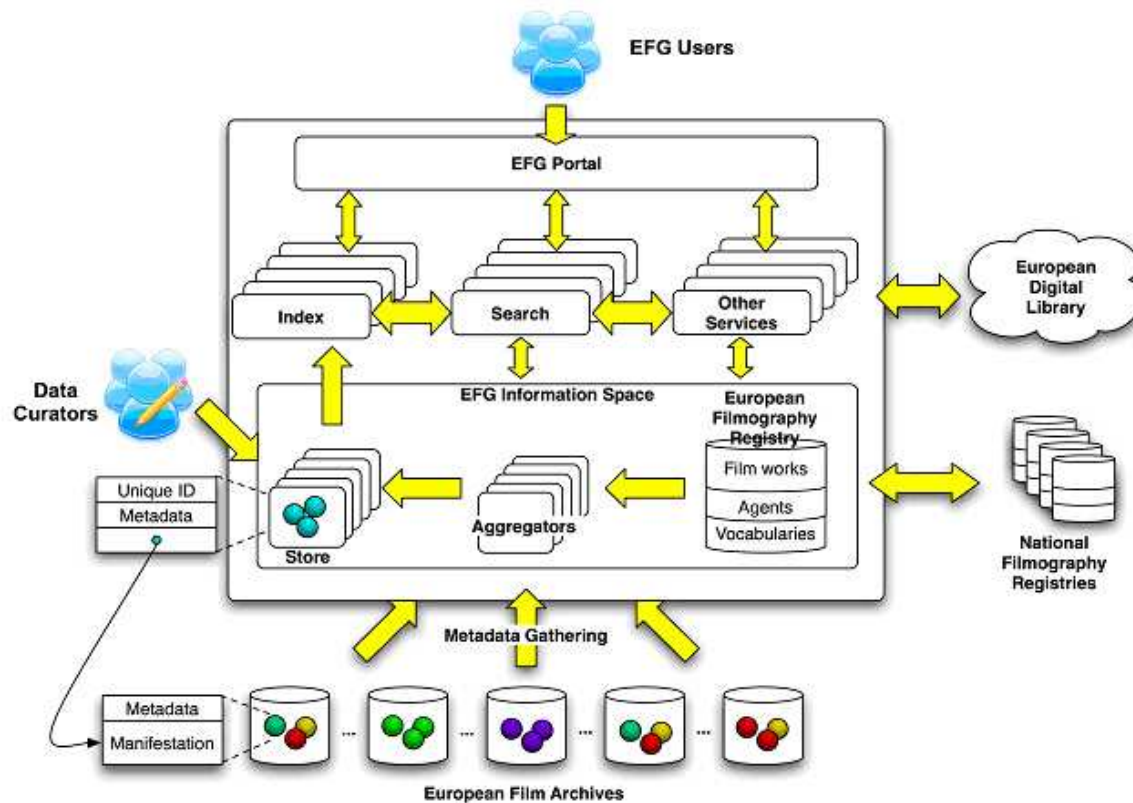 EFG Users
EFG Portal
Index
Search
Other
Services
European
Digital
Library
Data
Curators
EFG Information Space
European
Filmography
Registry
Film works
Agents
Vocabularies
Aggregators
Store
Unique ID
Metadata
National
Filmography
Registries
Metadata Gathering
Metadata
Manifestation
...
...
...
...
European Film Archives